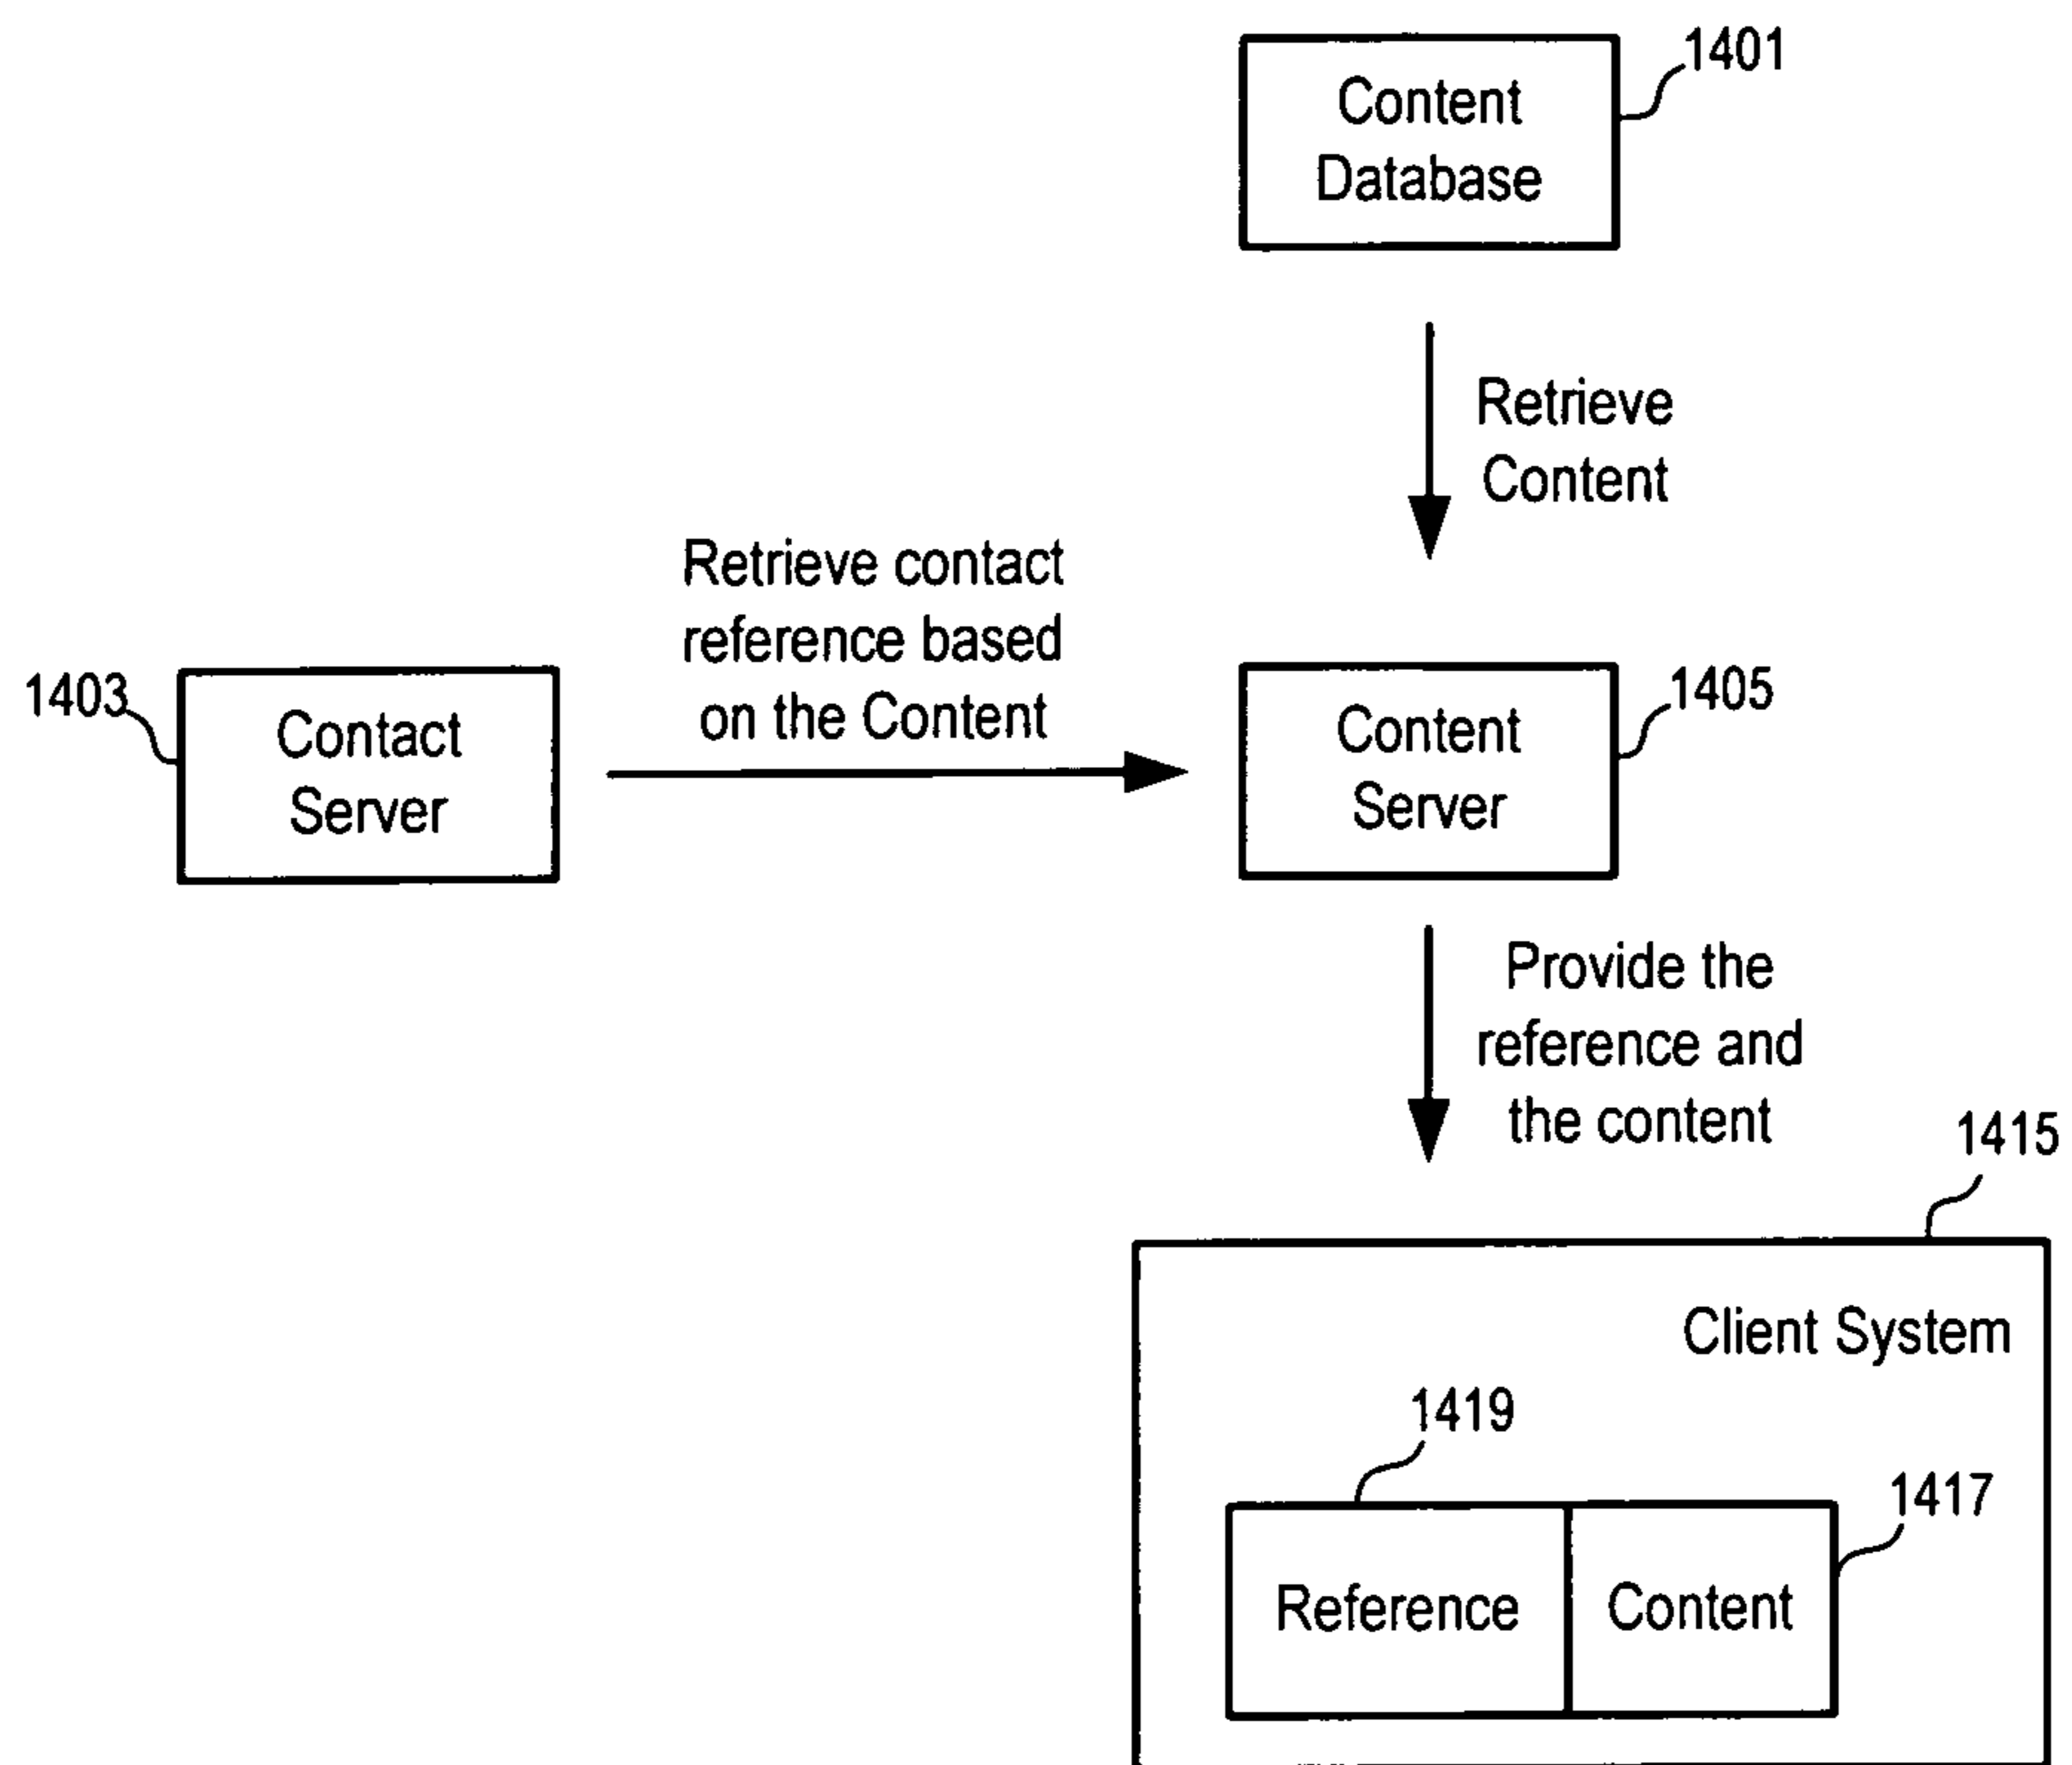 1401
Content
Database
Retrieve
Content
Retrieve contact
reference based
on the Content
1403
Contact
Server
1405
Content
Server
Provide the
reference and
the content
1415
Client System
1419
1417
Reference
Content